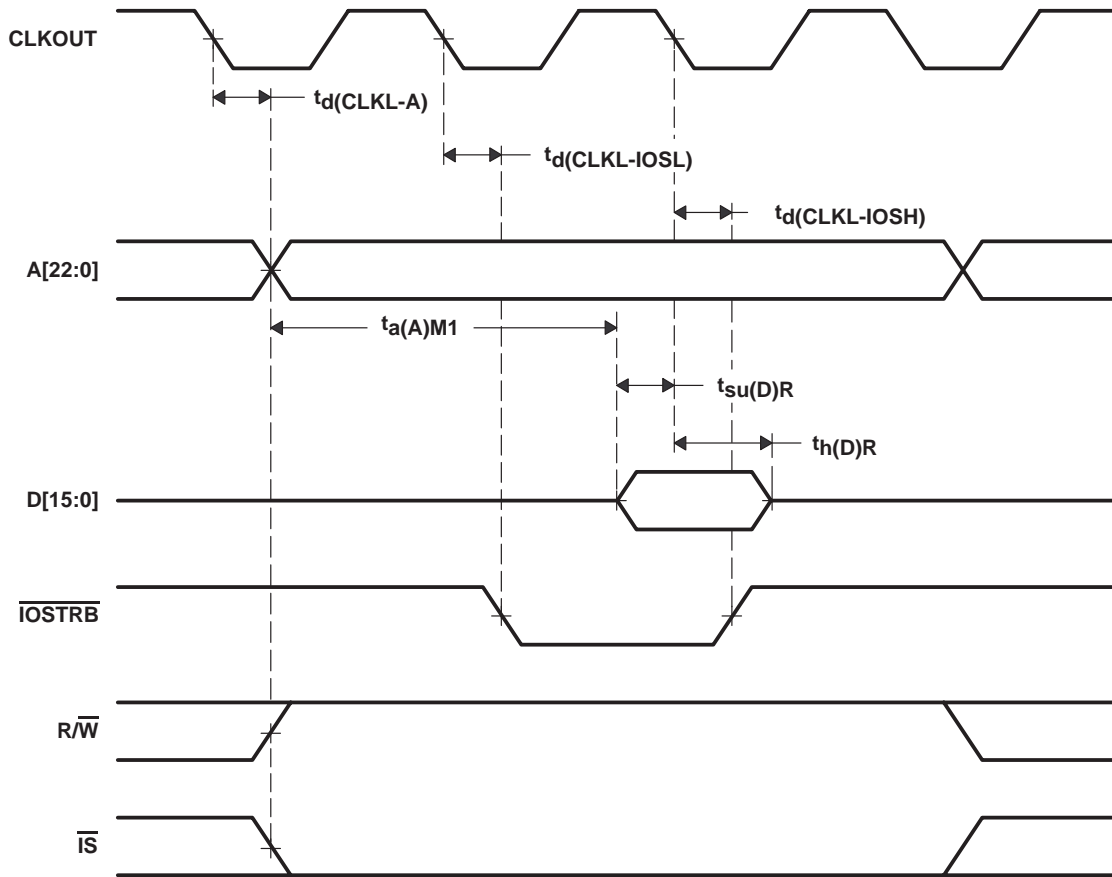 CLKOUT
td(CLKL-A)
td(CLKL-IOSL)
td(CLKL-IOSH)
A[22:0]
ta(A)M1
tsu(D)R
th(D)R
D[15:0]
IOSTRB
R/W
IS